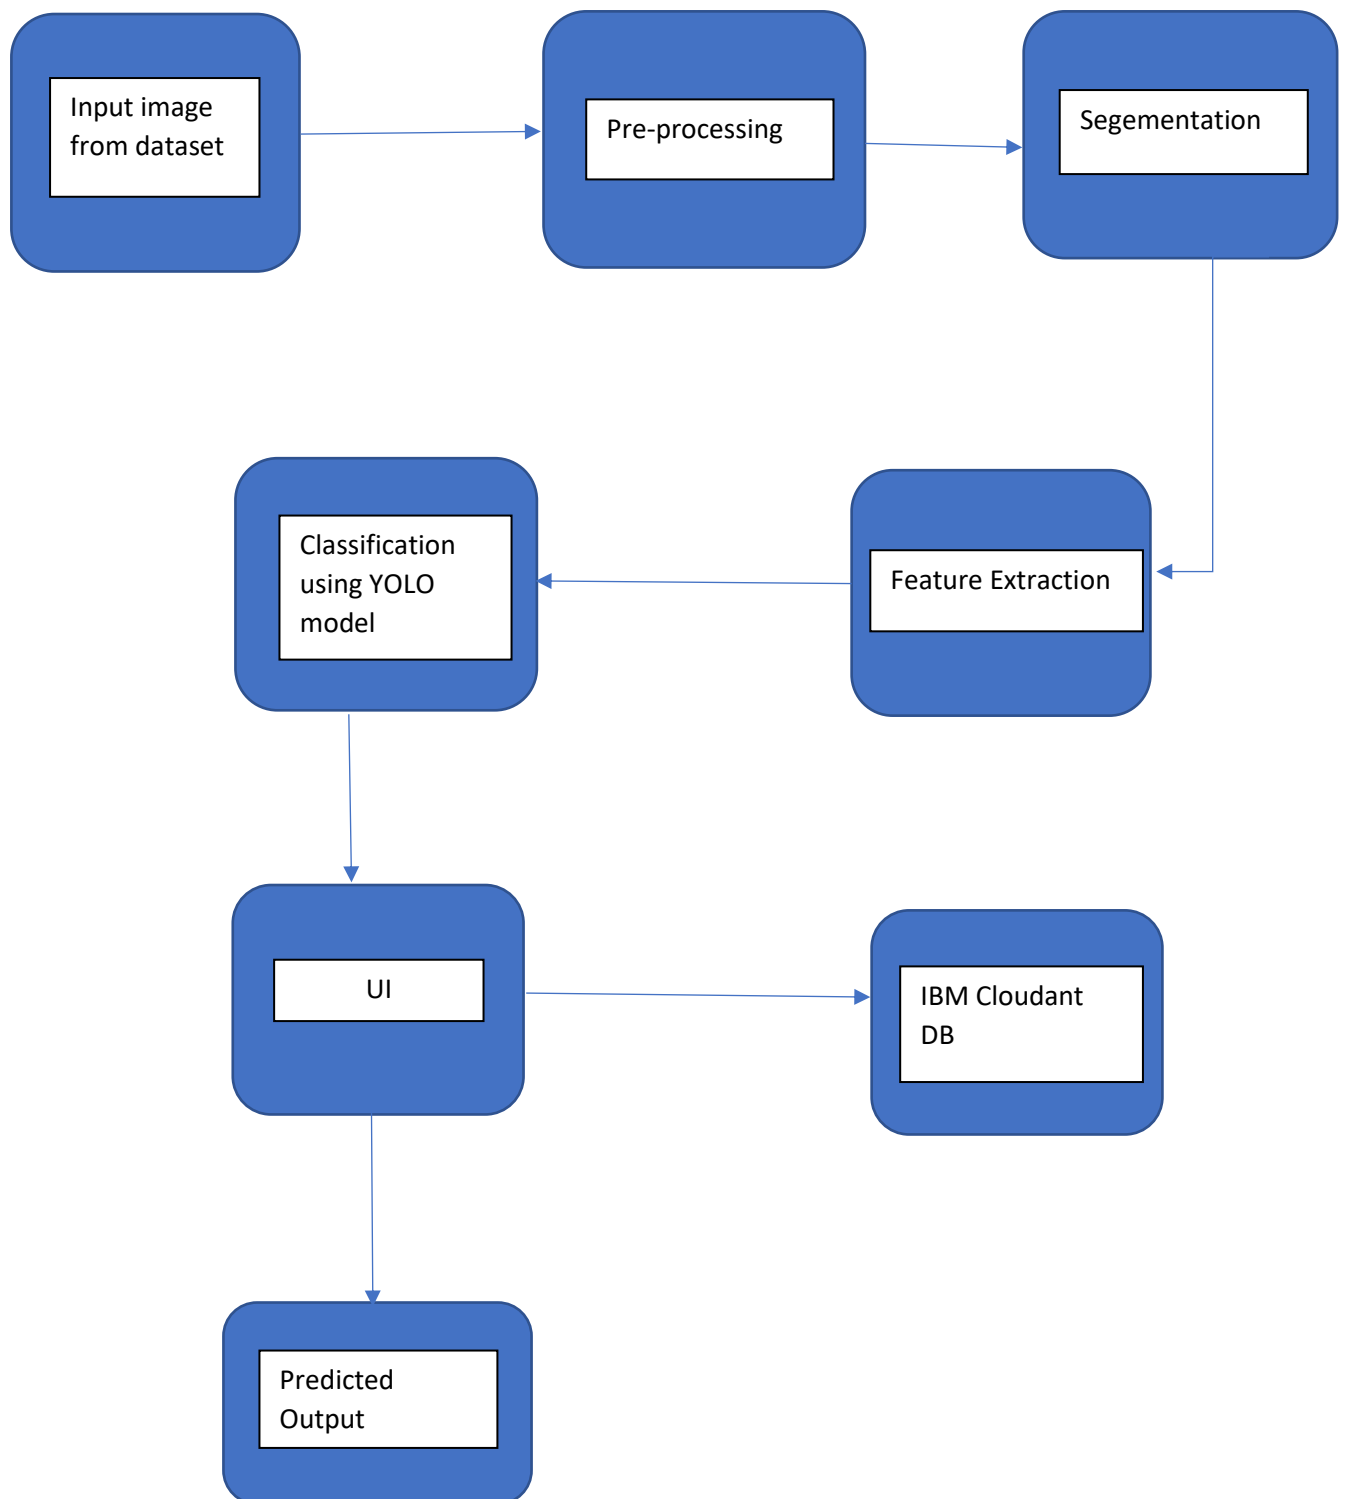 Input image
from dataset
Pre-processing
Segementation
Feature Extraction
Classification
using YOLO
model
UI
IBM Cloudant
DB
Predicted
Output